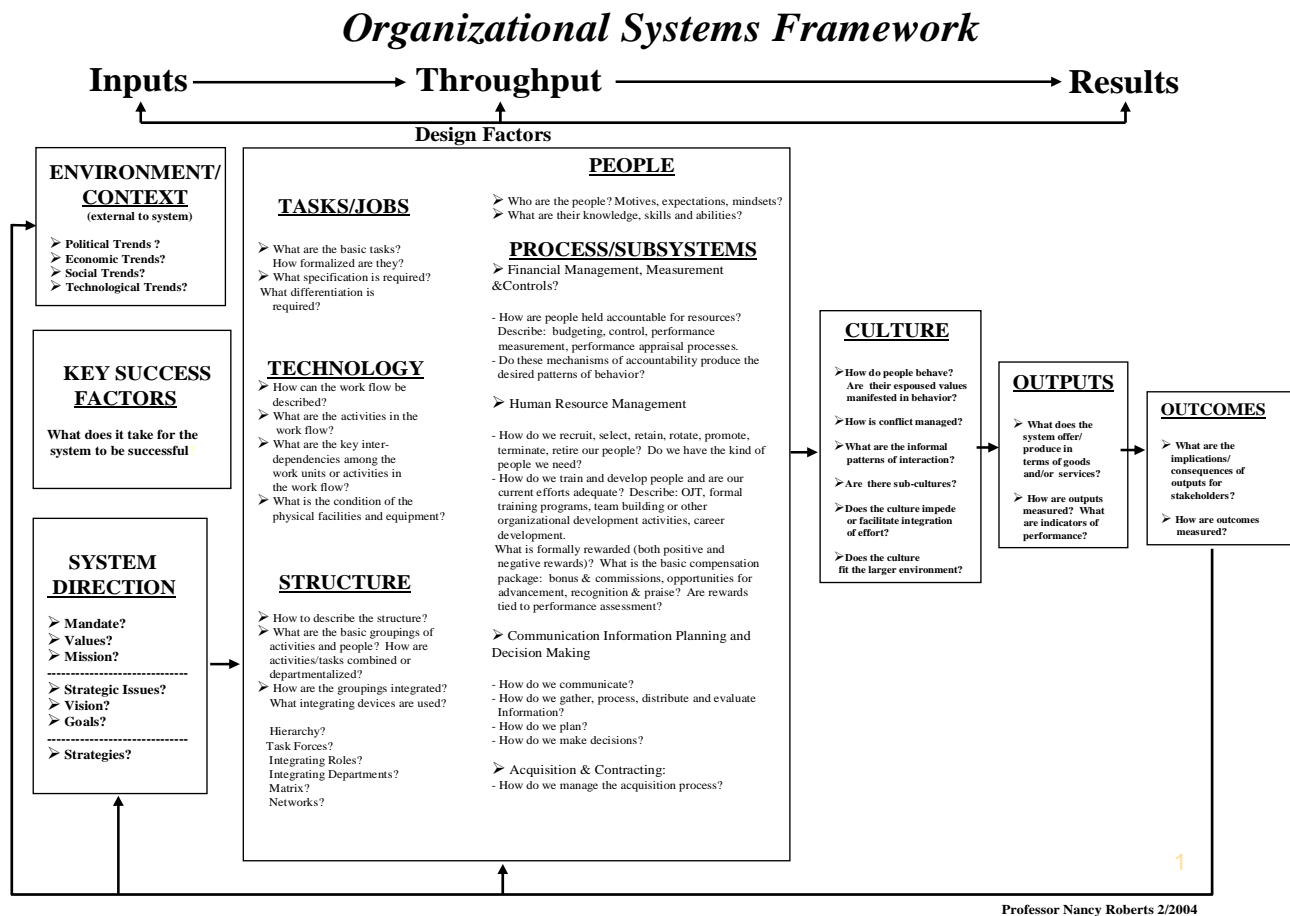 Organizational Systems Framework
Inputs
Throughput
Results
Design Factors
ENVIRONMENT/
CONTEXT
(external to system)
➢ Political Trends ?
➢ Economic Trends?
➢ Social Trends?
➢ Technological Trends?
KEY SUCCESS
FACTORS
What does it take for the
system to be successful
SYSTEM
DIRECTION
➢ Mandate?
➢ Values?
➢ Mission?
------------------------------
➢ Strategic Issues?
➢ Vision?
➢ Goals?
------------------------------
➢ Strategies?
TASKS/JOBS
➢ What are the basic tasks?
How formalized are they?
➢ What specification is required?
What differentiation is
required?
TECHNOLOGY
➢ How can the work flow be
described?
➢ What are the activities in the
work flow?
➢ What are the key inter-
dependencies among the
work units or activities in
the work flow?
➢ What is the condition of the
physical facilities and equipment?
STRUCTURE
➢ How to describe the structure?
➢ What are the basic groupings of
activities and people? How are
activities/tasks combined or
departmentalized?
➢ How are the groupings integrated?
What integrating devices are used?
Hierarchy?
Task Forces?
Integrating Roles?
Integrating Departments?
Matrix?
Networks?
PEOPLE
➢ Who are the people? Motives, expectations, mindsets?
➢ What are their knowledge, skills and abilities?
PROCESS/SUBSYSTEMS
➢ Financial Management, Measurement
&Controls?
- How are people held accountable for resources?
Describe: budgeting, control, performance
measurement, performance appraisal processes.
- Do these mechanisms of accountability produce the
desired patterns of behavior?
➢ Human Resource Management
- How do we recruit, select, retain, rotate, promote,
terminate, retire our people? Do we have the kind of
people we need?
- How do we train and develop people and are our
current efforts adequate? Describe: OJT, formal
training programs, team building or other
organizational development activities, career
development.
What is formally rewarded (both positive and
negative rewards)? What is the basic compensation
package: bonus & commissions, opportunities for
advancement, recognition & praise? Are rewards
tied to performance assessment?
➢ Communication Information Planning and
Decision Making
- How do we communicate?
- How do we gather, process, distribute and evaluate
Information?
- How do we plan?
- How do we make decisions?
➢ Acquisition & Contracting:
- How do we manage the acquisition process?
CULTURE
➢How do people behave?
Are their espoused values
manifested in behavior?
➢How is conflict managed?
➢What are the informal
patterns of interaction?
➢Are there sub-cultures?
➢Does the culture impede
or facilitate integration
of effort?
➢Does the culture
fit the larger environment?
OUTPUTS
➢ What does the
system offer/
produce in
terms of goods
and/or services?
➢ How are outputs
measured? What
are indicators of
performance?
OUTCOMES
➢ What are the
implications/
consequences of
outputs for
stakeholders?
➢ How are outcomes
measured?
1
Professor Nancy Roberts 2/2004